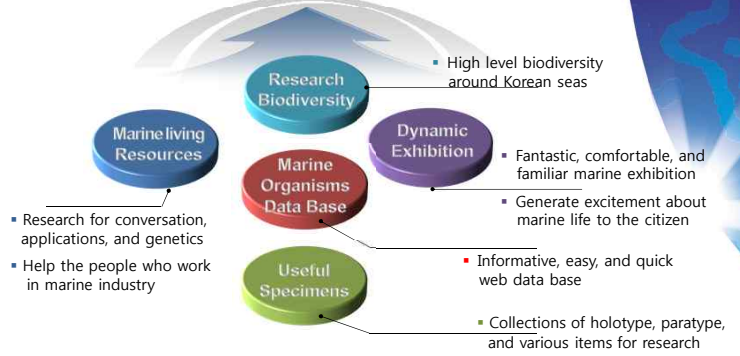 Research
Biodiversity
▪ High level biodiversity
around Korean seas
Marine living
Resources
Dynamic
Exhibition
▪ Fantastic, comfortable, and
familiar marine exhibition
▪ Generate excitement about
marine life to the citizen
Marine
Organisms
Data Base
▪ Research for conversation,
applications, and genetics
▪ Help the people who work
in marine industry
▪ Informative, easy, and quick
web data base
Useful
Specimens
▪ Collections of holotype, paratype,
and various items for research